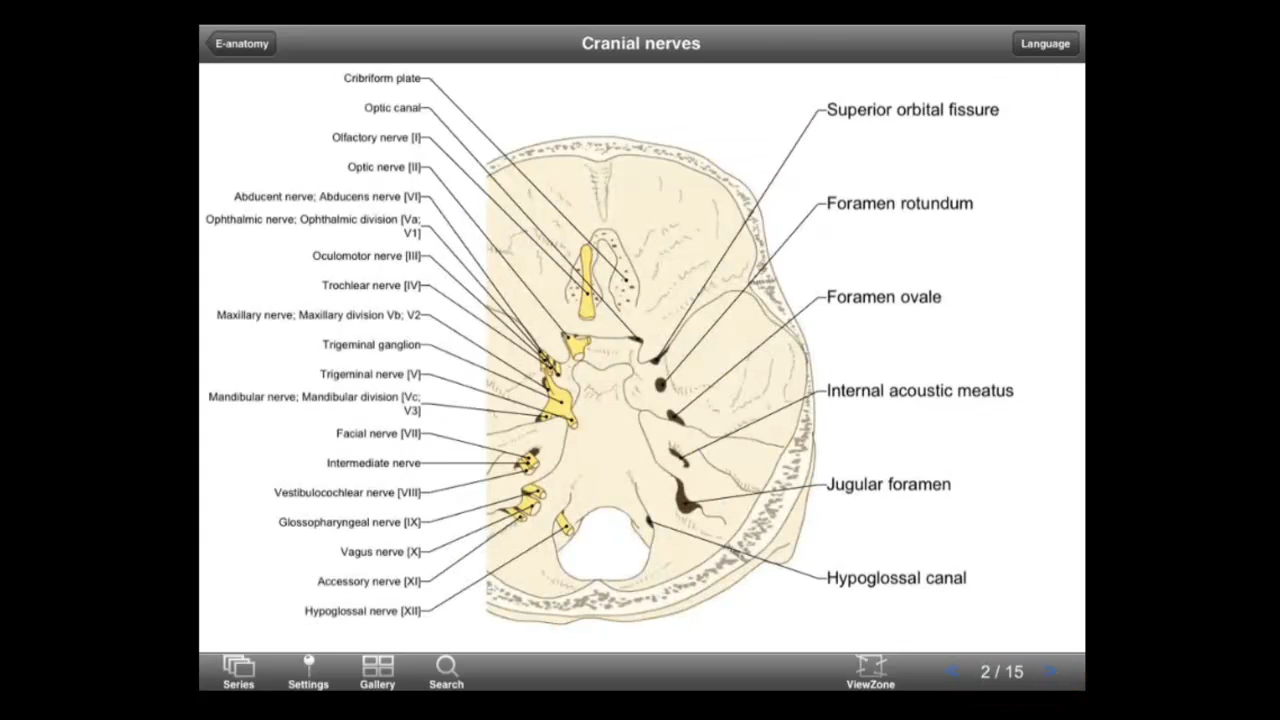 E-anatomy
Cranial nerves
Language
Cribriform plate
Optic canal
Olfactory nerve [I]
Optic nerve [II]
Abducent nerve; Abducens nerve [VI]
Ophthalmic nerve; Ophthalmic division [Va;
V1]
Oculomotor nerve [III]
Trochlear nerve [IV]
Maxillary nerve; Maxillary division Vb; V2
Trigeminal ganglion
Trigeminal nerve [V]
Mandibular nerve; Mandibular division [Vc;
V3]
Facial nerve [VII]
Intermediate nerve
Vestibulocochlear nerve [VIII]
Glossopharyngeal nerve [IX]
Vagus nerve [X]
Accessory nerve [XI]
Hypoglossal nerve [XII]
Superior orbital fissure
Foramen rotundum
Foramen ovale
Internal acoustic meatus
Jugular foramen
Hypoglossal canal
Series
Settings
Gallery
Search
ViewZone
2 / 15